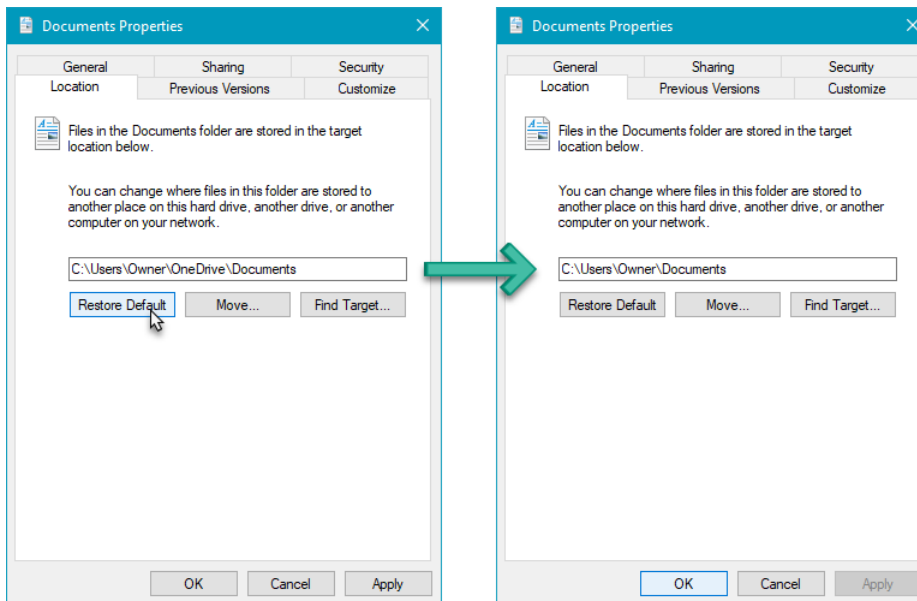 Documents Properties
General Sharing Security
Location Previous Versions Customize
Files in the Documents folder are stored in the target
location below.
You can change where files in this folder are stored to
another place on this hard drive, another drive, or another
computer on your network.
C:\Users\Owner\OneDrive\Documents
Restore Default Move... Find Target...
OK Cancel Apply
Documents Properties
General Sharing Security
Location Previous Versions Customize
Files in the Documents folder are stored in the target
location below.
You can change where files in this folder are stored to
another place on this hard drive, another drive, or another
computer on your network.
C:\Users\Owner\Documents
Restore Default Move... Find Target...
OK Cancel Apply